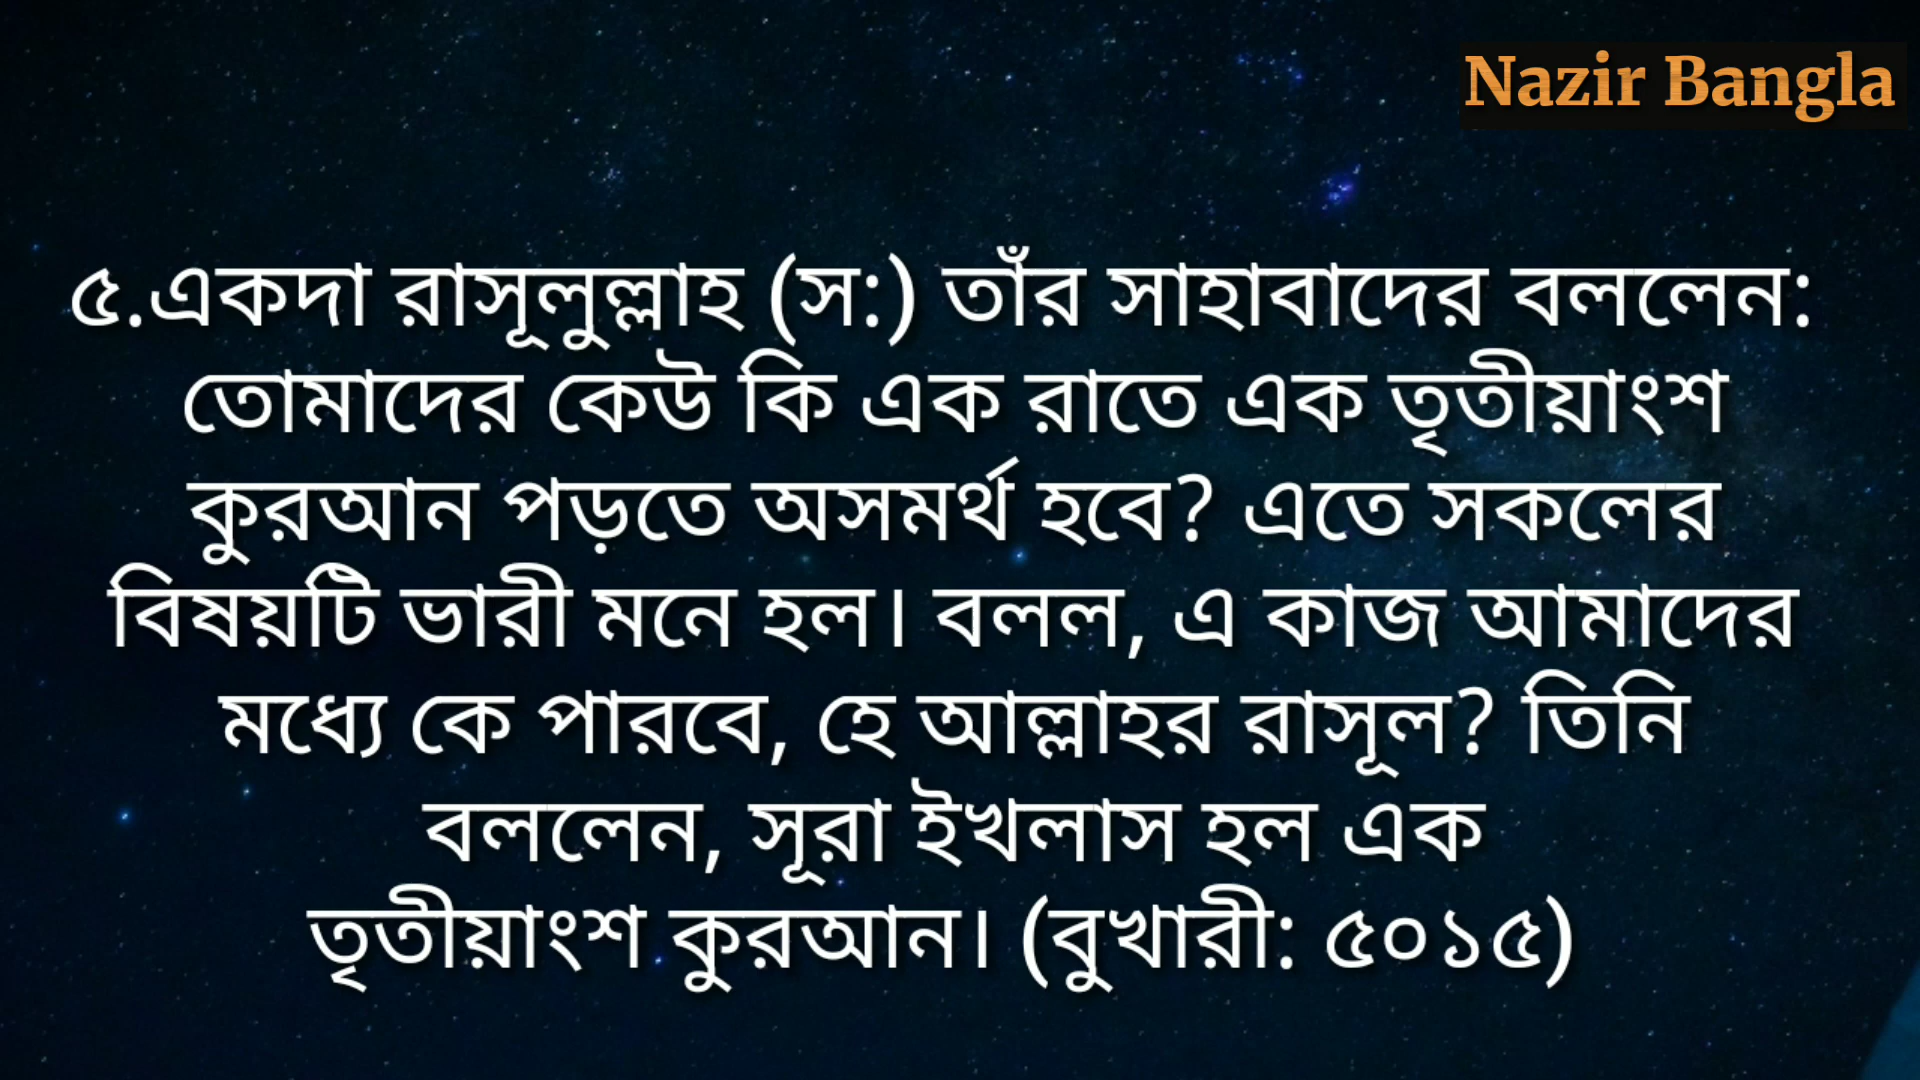 Nazir Bangla
৫.একদা রাসূলুল্লাহ (স:) তাঁর সাহাবাদের বললেন:
তোমাদের কেউ কি এক রাতে এক তৃতীয়াংশ
কুরআন পড়তে অসমর্থ হবে? এতে সকলের
বিষয়টি ভারী মনে হল। বলল, এ কাজ আমাদের
মধ্যে কে পারবে, হে আল্লাহর রাসূল? তিনি
বললেন, সূরা ইখলাস হল এক
তৃতীয়াংশ কুরআন। (বুখারী: ৫০১৫)